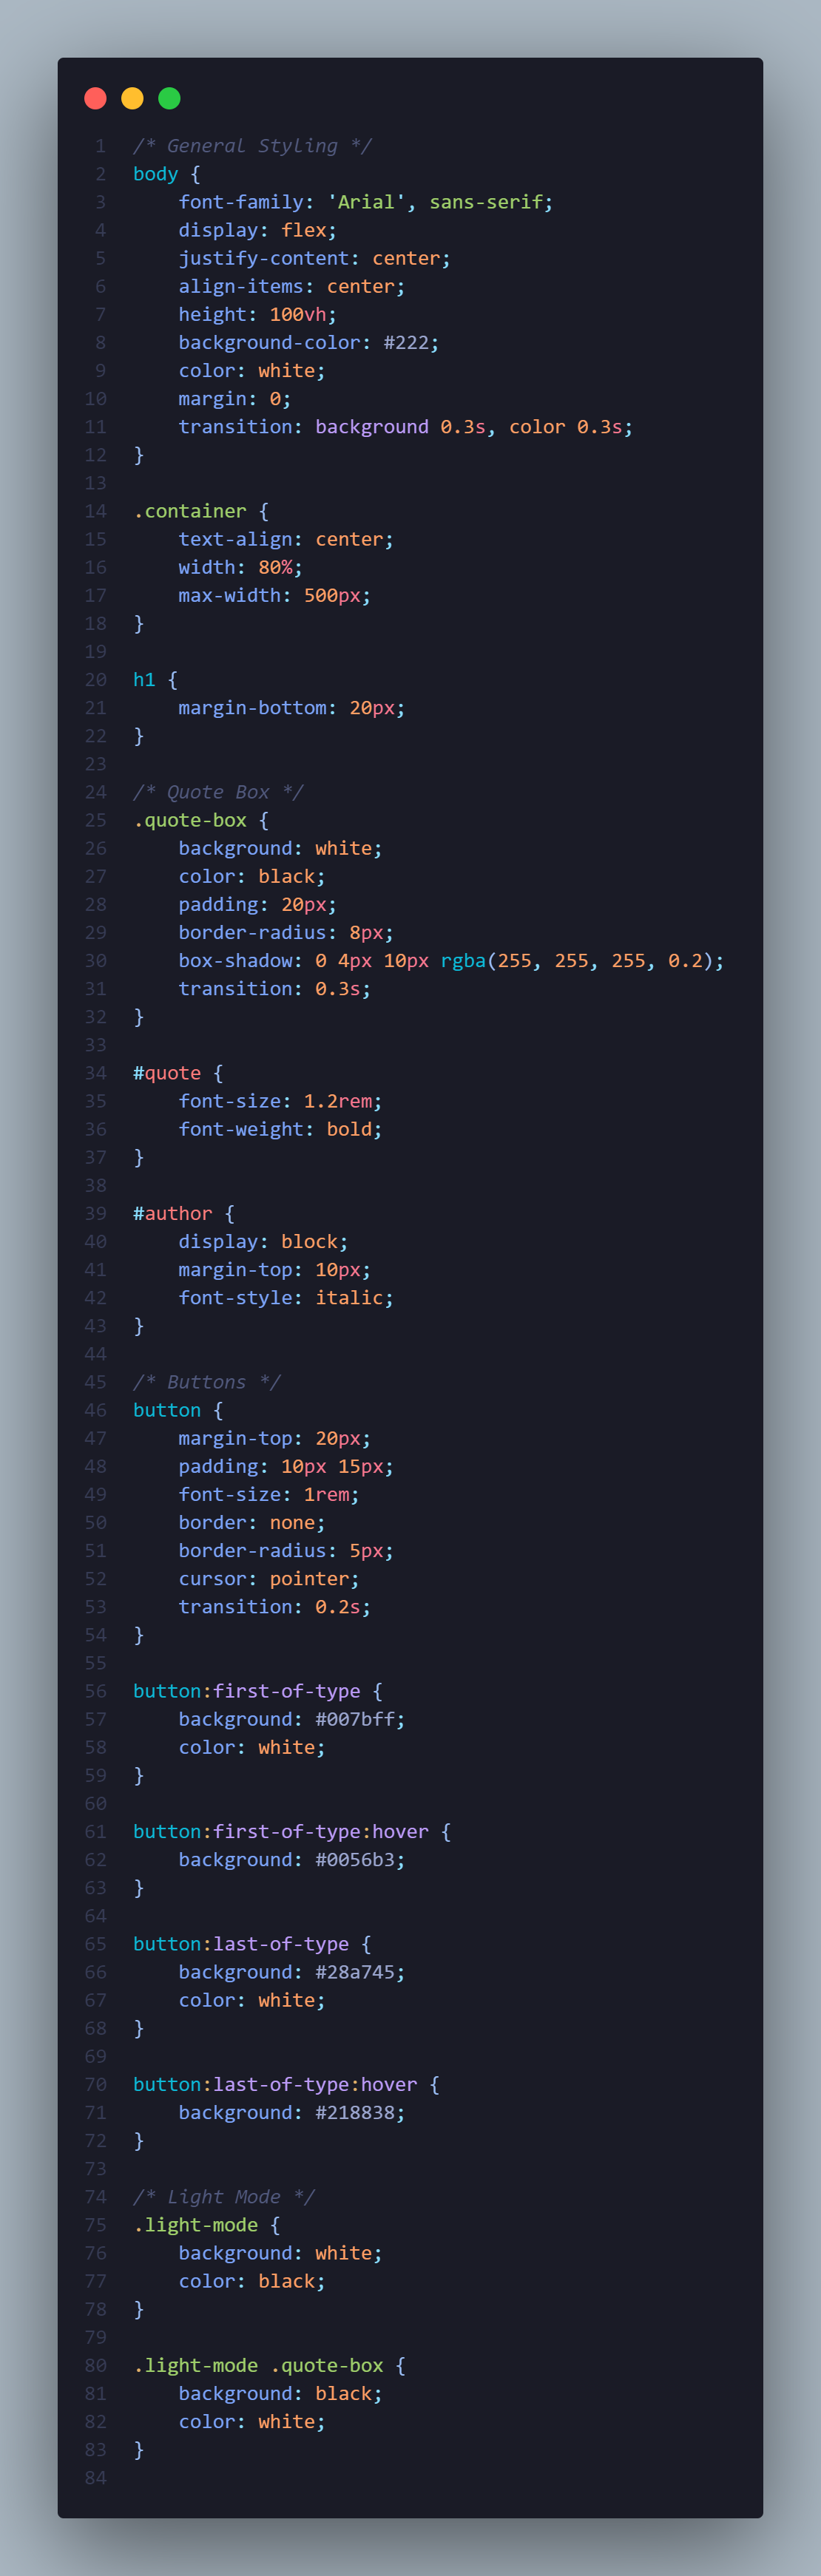 1 /* General Styling */
2 body {
3     font-family: 'Arial', sans-serif;
4     display: flex;
5     justify-content: center;
6     align-items: center;
7     height: 100vh;
8     background-color: #222;
9     color: white;
10     margin: 0;
11     transition: background 0.3s, color 0.3s;
12 }
13
14 .container {
15     text-align: center;
16     width: 80%;
17     max-width: 500px;
18 }
19
20 h1 {
21     margin-bottom: 20px;
22 }
23
24 /* Quote Box */
25 .quote-box {
26     background: white;
27     color: black;
28     padding: 20px;
29     border-radius: 8px;
30     box-shadow: 0 4px 10px rgba(255, 255, 255, 0.2);
31     transition: 0.3s;
32 }
33
34 #quote {
35     font-size: 1.2rem;
36     font-weight: bold;
37 }
38
39 #author {
40     display: block;
41     margin-top: 10px;
42     font-style: italic;
43 }
44
45 /* Buttons */
46 button {
47     margin-top: 20px;
48     padding: 10px 15px;
49     font-size: 1rem;
50     border: none;
51     border-radius: 5px;
52     cursor: pointer;
53     transition: 0.2s;
54 }
55
56 button:first-of-type {
57     background: #007bff;
58     color: white;
59 }
60
61 button:first-of-type:hover {
62     background: #0056b3;
63 }
64
65 button:last-of-type {
66     background: #28a745;
67     color: white;
68 }
69
70 button:last-of-type:hover {
71     background: #218838;
72 }
73
74 /* Light Mode */
75 .light-mode {
76     background: white;
77     color: black;
78 }
79
80 .light-mode .quote-box {
81     background: black;
82     color: white;
83 }
84